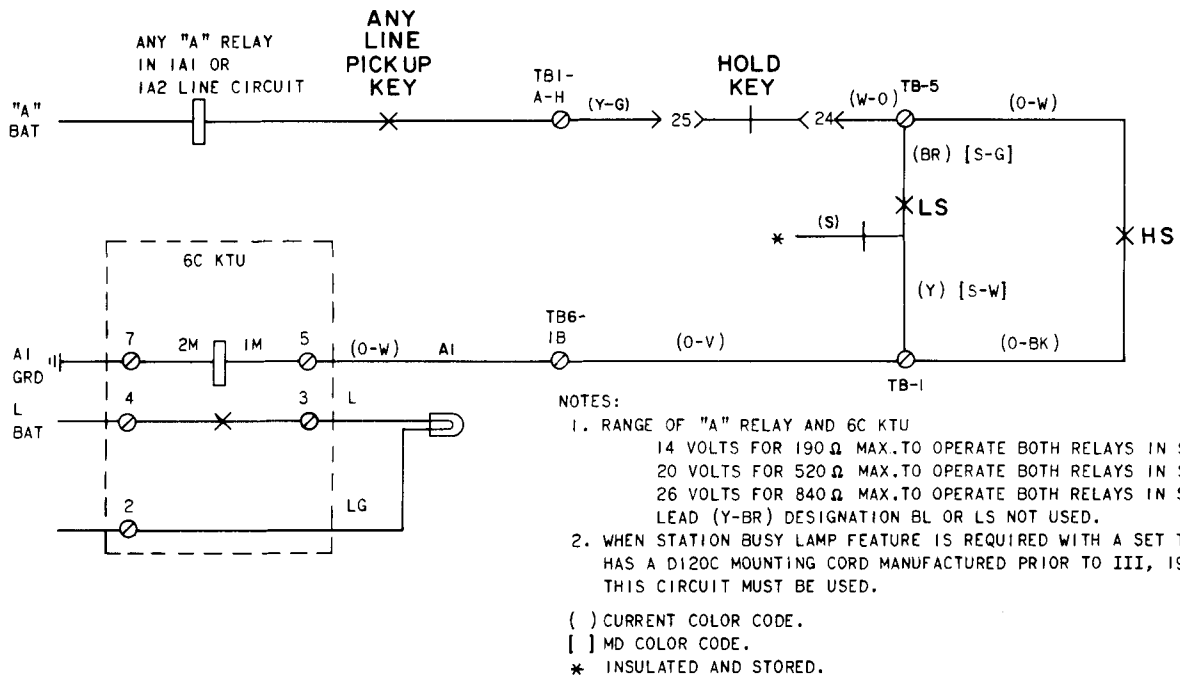 ANY "A" RELAY
IN 1A1 OR
1A2 LINE CIRCUIT
ANY
LINE
PICKUP
KEY
TB1-
A-H
HOLD
KEY
"A"
BAT
(Y-G)
25
24
(W-O)
TB-5
(O-W)
(BR) [S-G]
LS
(S)
*
HS
(Y) [S-W]
6C KTU
A1
GRD
7
2M
1M
5
(O-W)
A1
TB6-
1B
(O-V)
TB-1
(O-BK)
L
BAT
4
3
L
2
LG
NOTES:
1. RANGE OF "A" RELAY AND 6C KTU
14 VOLTS FOR 190 Ω MAX. TO OPERATE BOTH RELAYS IN
20 VOLTS FOR 520 Ω MAX. TO OPERATE BOTH RELAYS IN
26 VOLTS FOR 840 Ω MAX. TO OPERATE BOTH RELAYS IN
LEAD (Y-BR) DESIGNATION BL OR LS NOT USED.
2. WHEN STATION BUSY LAMP FEATURE IS REQUIRED WITH A SET
HAS A D120C MOUNTING CORD MANUFACTURED PRIOR TO III,
THIS CIRCUIT MUST BE USED.
( ) CURRENT COLOR CODE.
[ ] MD COLOR CODE.
* INSULATED AND STORED.